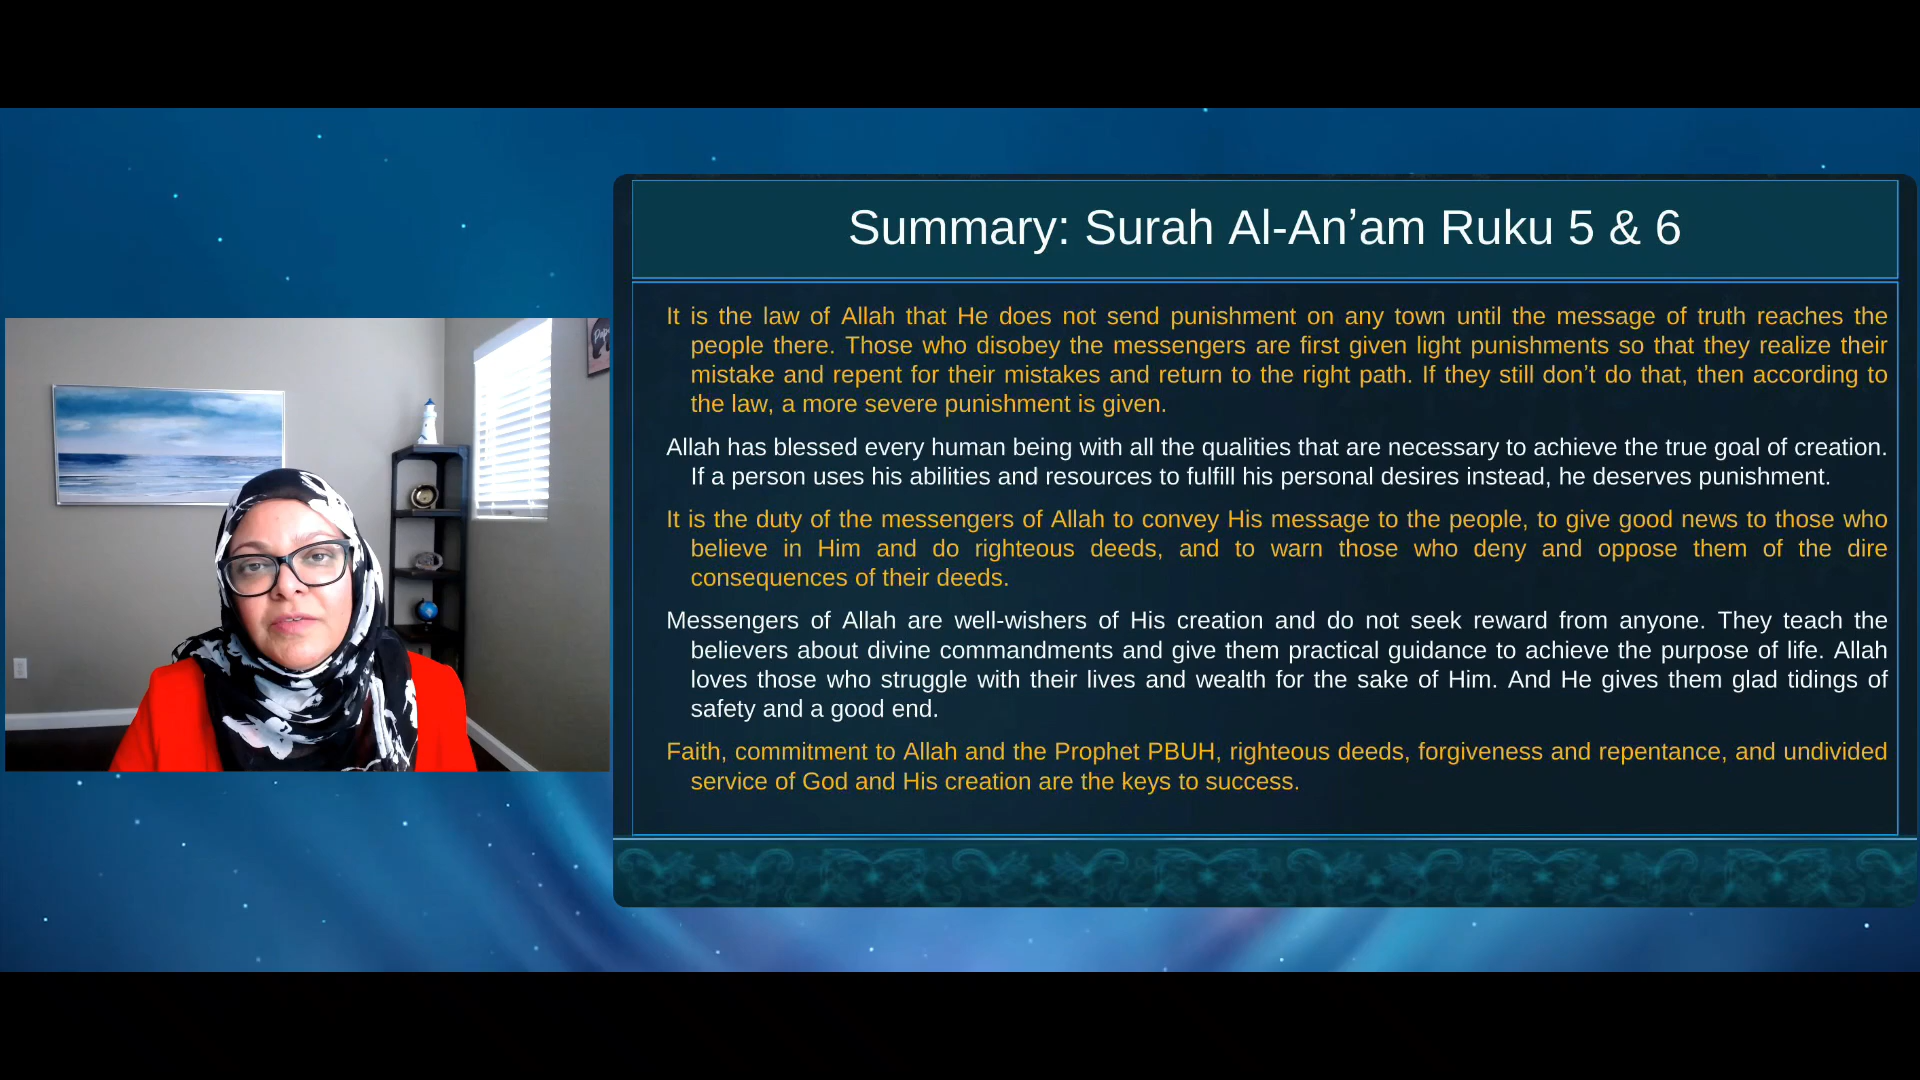 Summary: Surah Al-An’am Ruku 5 & 6
It is the law of Allah that He does not send punishment on any town until the message of truth reaches the
people there. Those who disobey the messengers are first given light punishments so that they realize their
mistake and repent for their mistakes and return to the right path. If they still don’t do that, then according to
the law, a more severe punishment is given.
Allah has blessed every human being with all the qualities that are necessary to achieve the true goal of creation.
If a person uses his abilities and resources to fulfill his personal desires instead, he deserves punishment.
It is the duty of the messengers of Allah to convey His message to the people, to give good news to those who
believe in Him and do righteous deeds, and to warn those who deny and oppose them of the dire
consequences of their deeds.
Messengers of Allah are well-wishers of His creation and do not seek reward from anyone. They teach the
believers about divine commandments and give them practical guidance to achieve the purpose of life. Allah
loves those who struggle with their lives and wealth for the sake of Him. And He gives them glad tidings of
safety and a good end.
Faith, commitment to Allah and the Prophet PBUH, righteous deeds, forgiveness and repentance, and undivided
service of God and His creation are the keys to success.